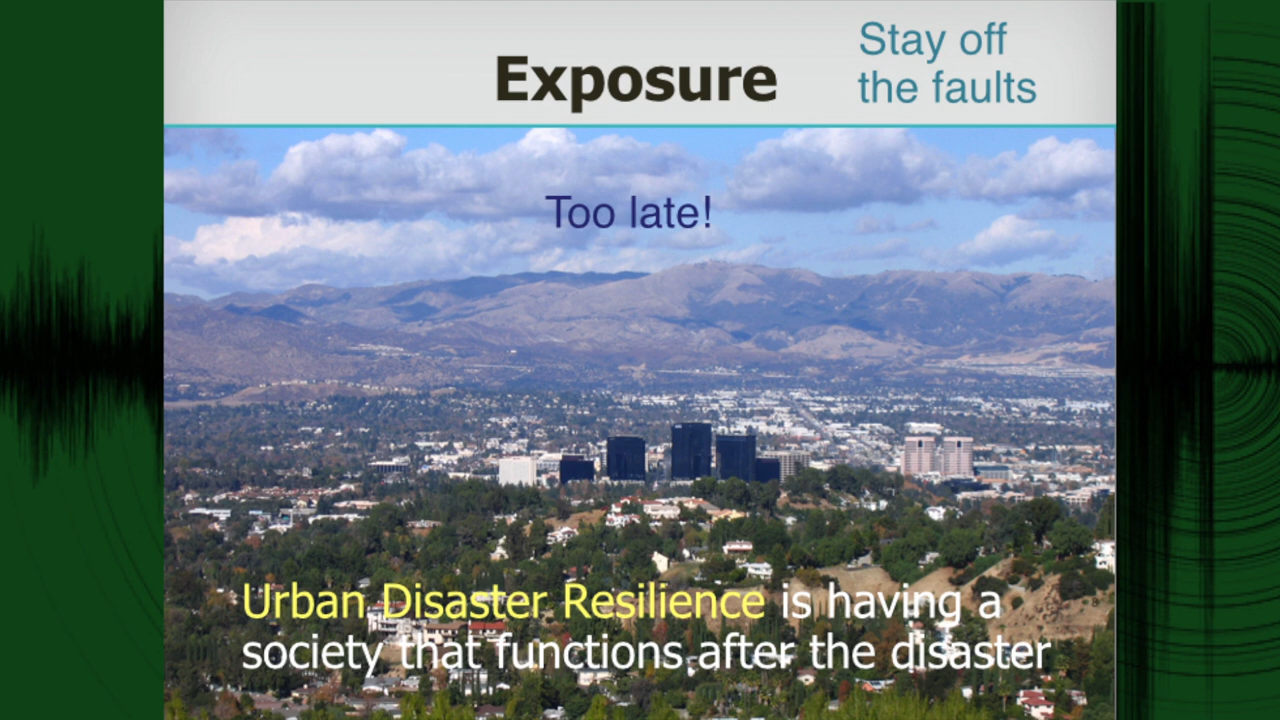 Exposure
Stay off
the faults
Too late!
Urban Disaster Resilience is having a
society that functions after the disaster